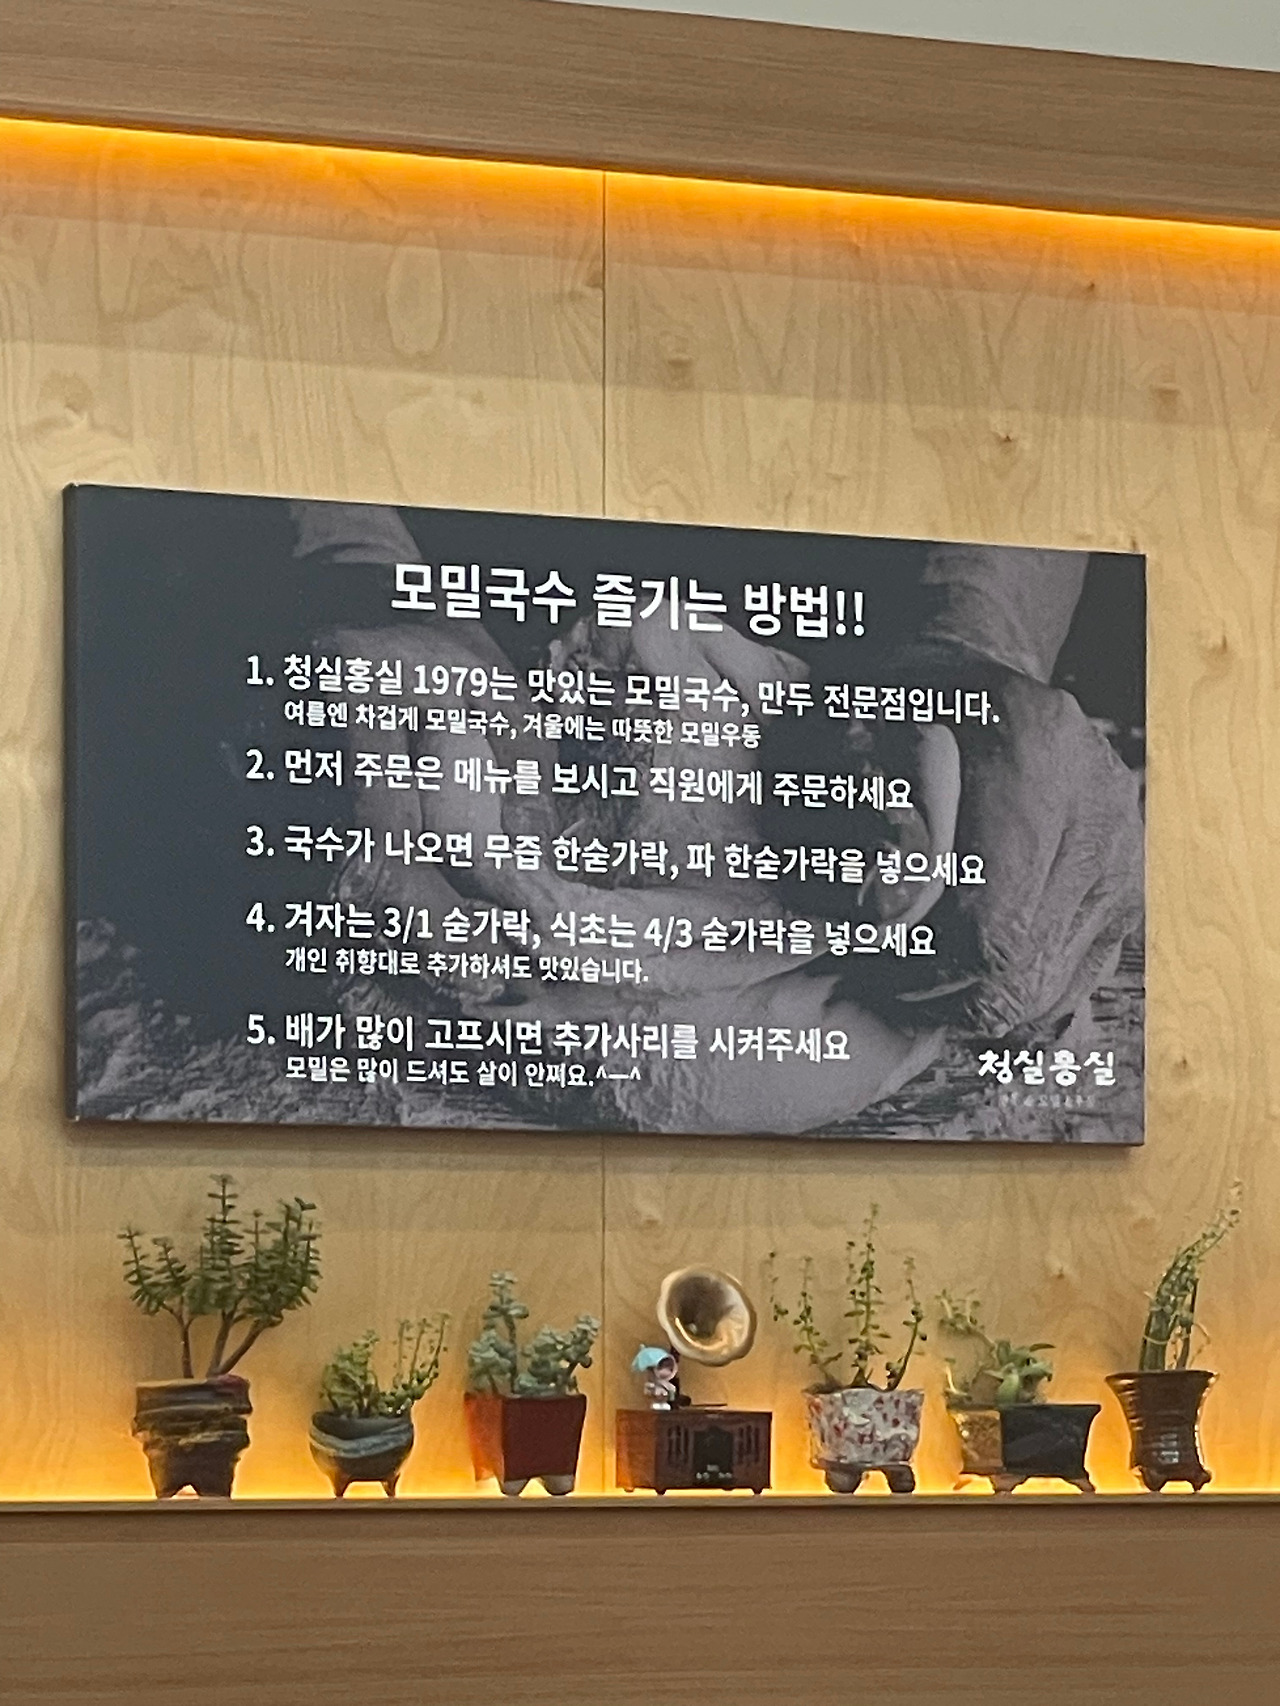 모밀국수 즐기는 방법!!
1. 청실홍실 1979는 맛있는 모밀국수, 만두 전문점입니다.
여름엔 차겁게 모밀국수, 겨울에는 따뜻한 모밀우동
2. 먼저 주문은 메뉴를 보시고 직원에게 주문하세요
3. 국수가 나오면 무즙 한숟가락, 파 한숟가락을 넣으세요
4. 겨자는 3/1 숟가락, 식초는 4/3 숟가락을 넣으세요
개인 취향대로 추가하셔도 맛있습니다.
5. 배가 많이 고프시면 추가사리를 시켜주세요
모밀은 많이 드셔도 살이 안쪄요.^—^
청실홍실